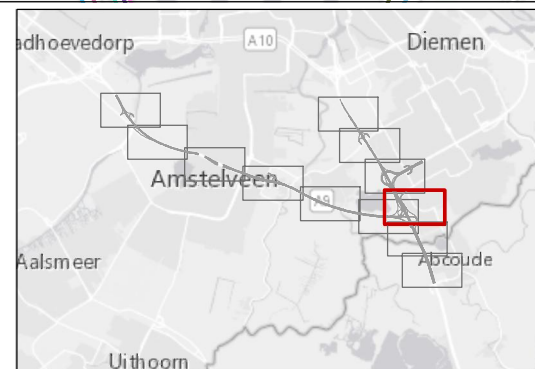 adhoevedorp
A10
Diemen
Amstelveen
A9
Abcoude
Aalsmeer
Uithoorn